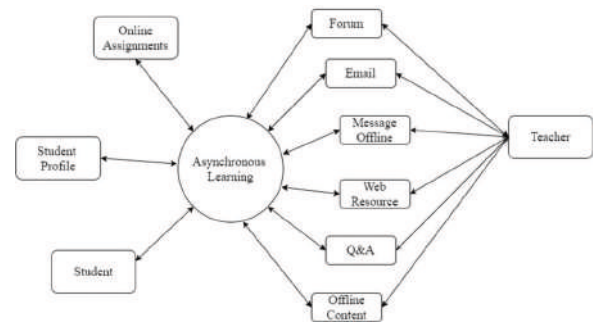 Online
Assignments
Student
Profile
Student
Asynchronous
Learning
Forum
Email
Message
Offline
Web
Resource
Q&A
Offline
Content
Teacher